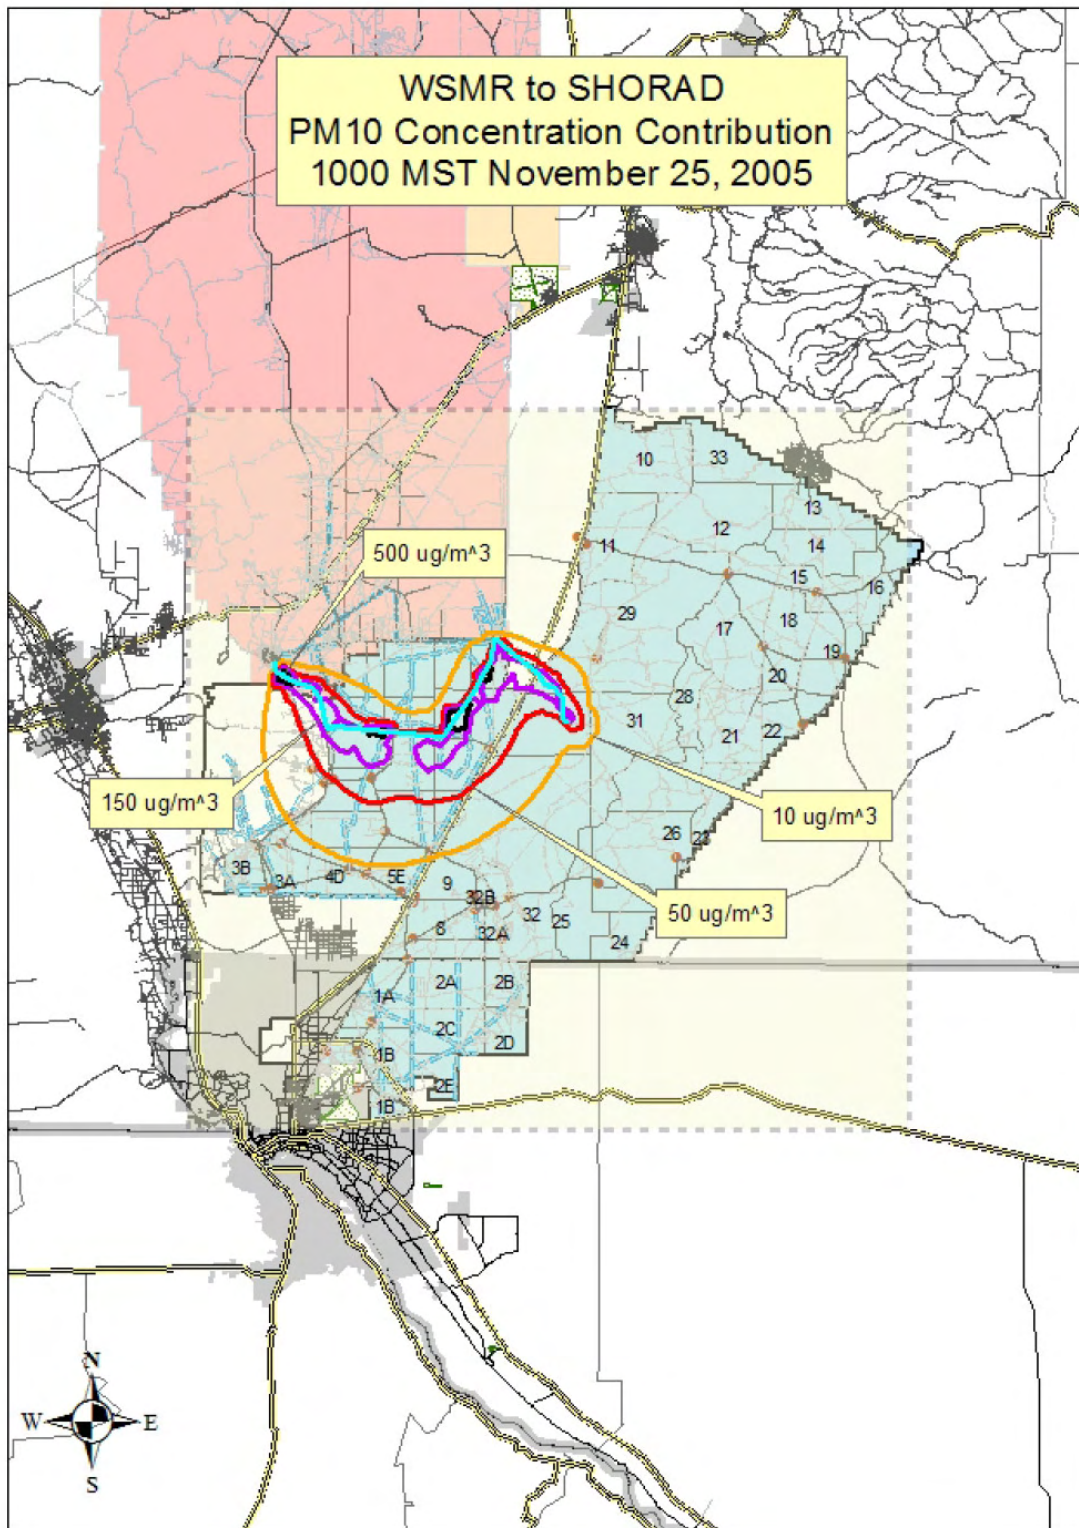 WSMR to SHORAD
PM10 Concentration Contribution
1000 MST November 25, 2005
10
33
13
500 ug/m^3
12
11
14
15
16
29
17
18
19
20
28
31
21
22
150 ug/m^3
10 ug/m^3
26
23
3B
3A
4D
5E
9
32B
32
25
50 ug/m^3
8
32A
24
2A
2B
1A
2C
2D
1B
2E
1B
N
W
E
S